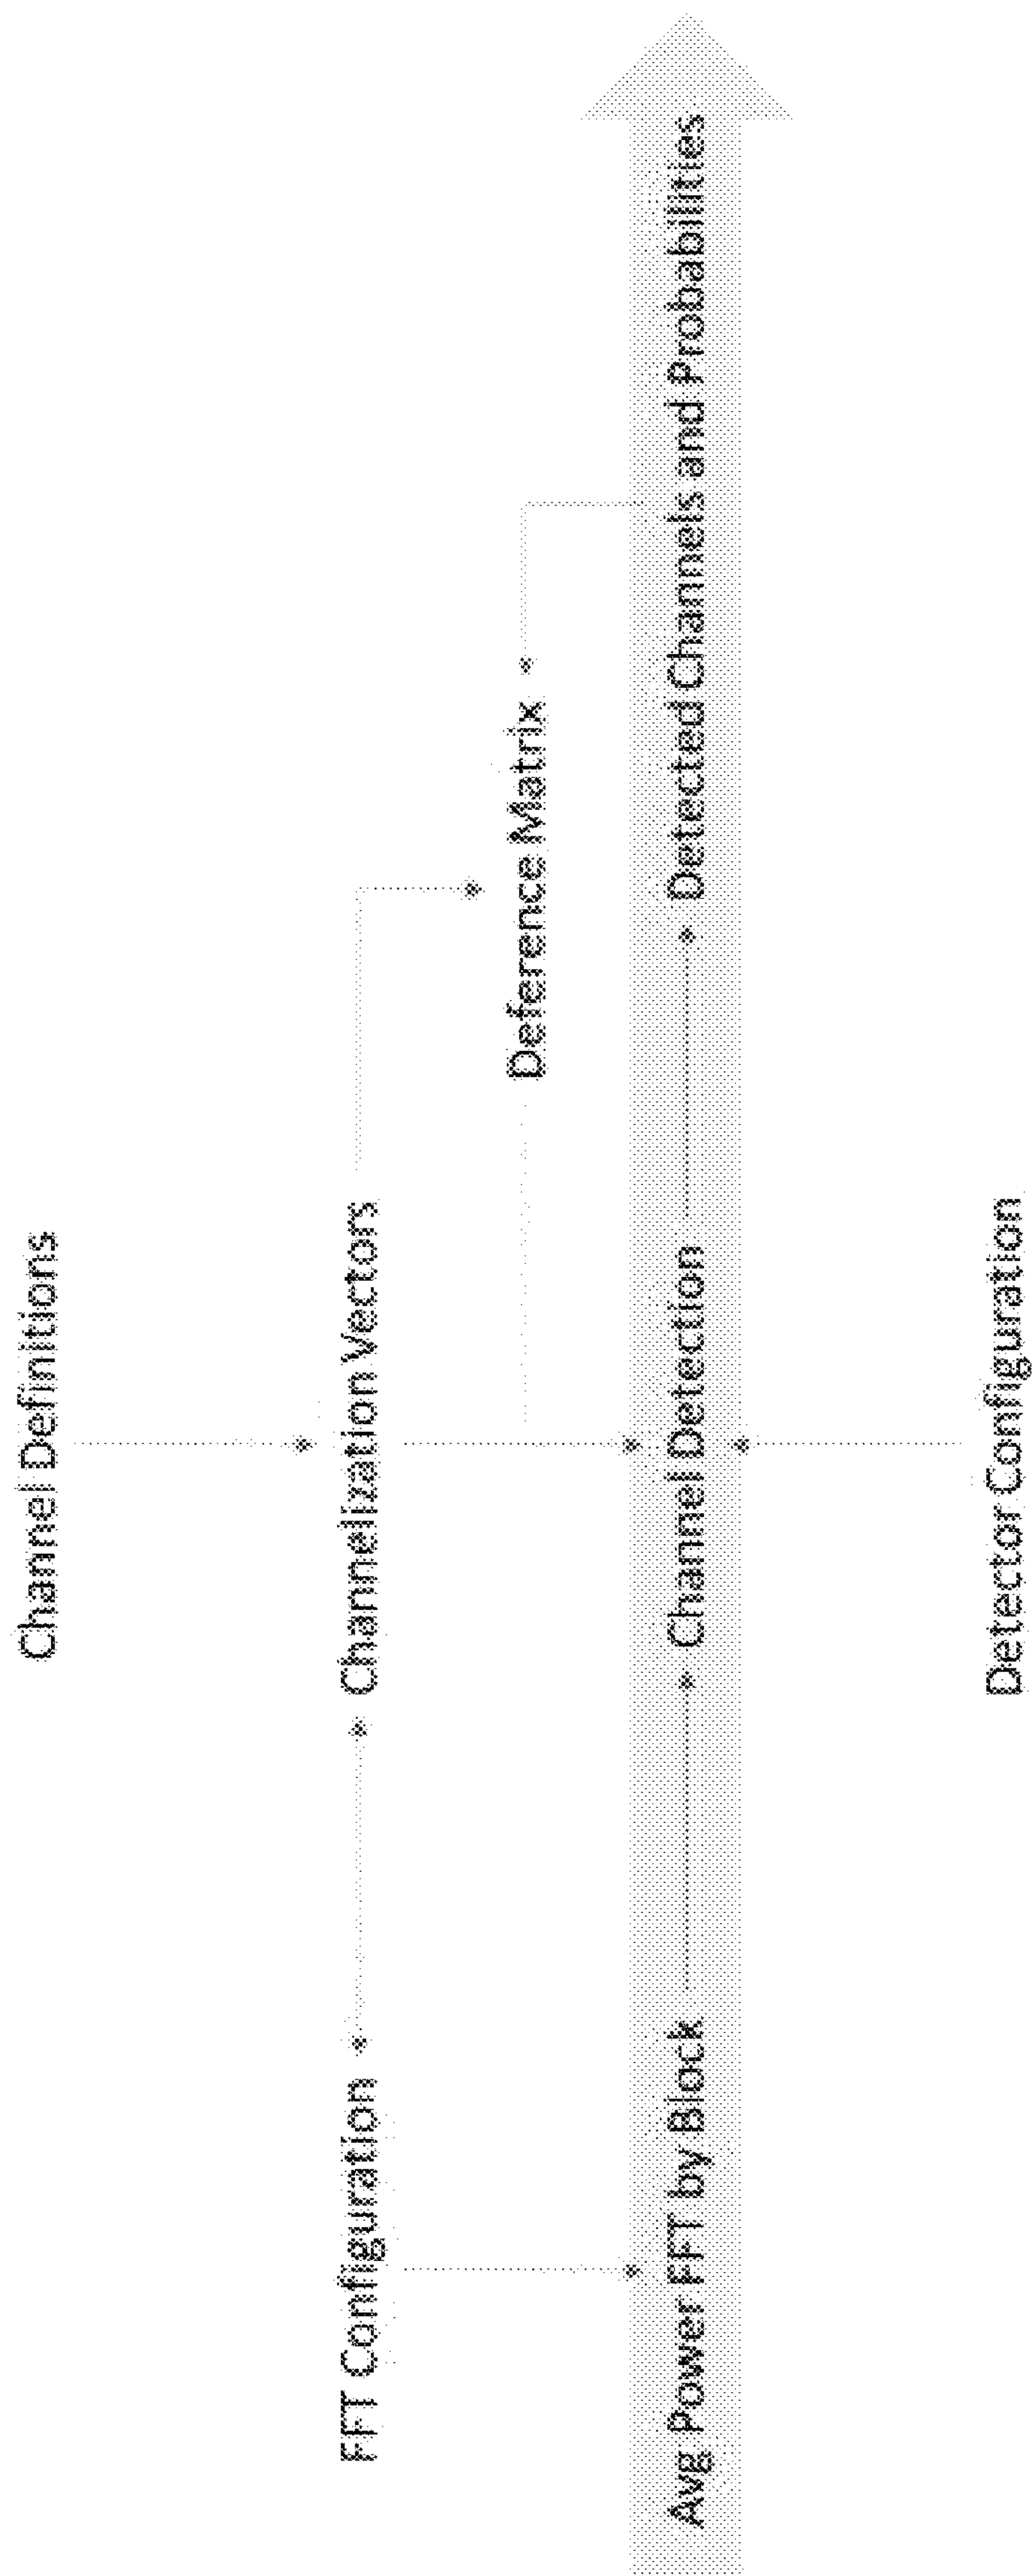 Channel Definitions
FFT Configuration
Channelization Vectors
Deference Matrix
Avg Power FFT by Block
Channel Detection
Detected Channels and Probabilities
Detector Configuration